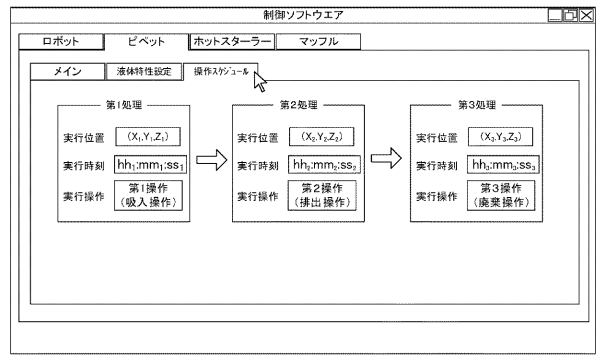 制御ソフトウエア
ロボット ピペット ホットスターラー マッフル
メイン 液体特性設定 操作スケジュール
第1処理 第2処理 第3処理
実行位置 (X₁,Y₁,Z₁) 実行位置 (X₂,Y₂,Z₂) 実行位置 (X₃,Y₃,Z₃)
実行時刻 hh₁:mm₁:ss₁ 実行時刻 hh₂:mm₂:ss₂ 実行時刻 hh₃:mm₃:ss₃
実行操作 第1操作 実行操作 第2操作 実行操作 第3操作
(吸入操作) (排出操作) (廃棄操作)